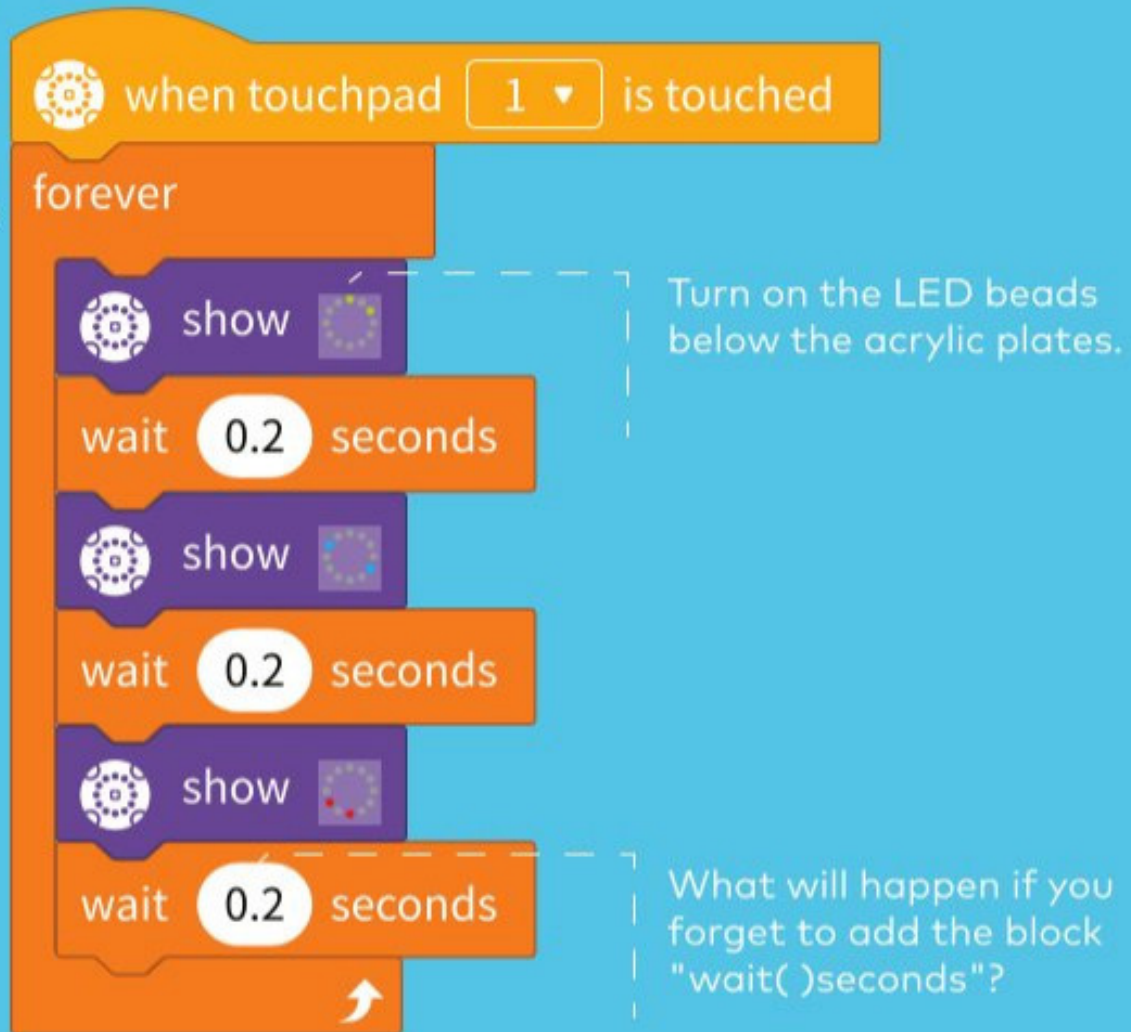 when touchpad 1 is touched
forever
show
Turn on the LED beads
below the acrylic plates.
wait 0.2 seconds
show
wait 0.2 seconds
show
wait 0.2 seconds
What will happen if you
forget to add the block
"wait( )seconds"?